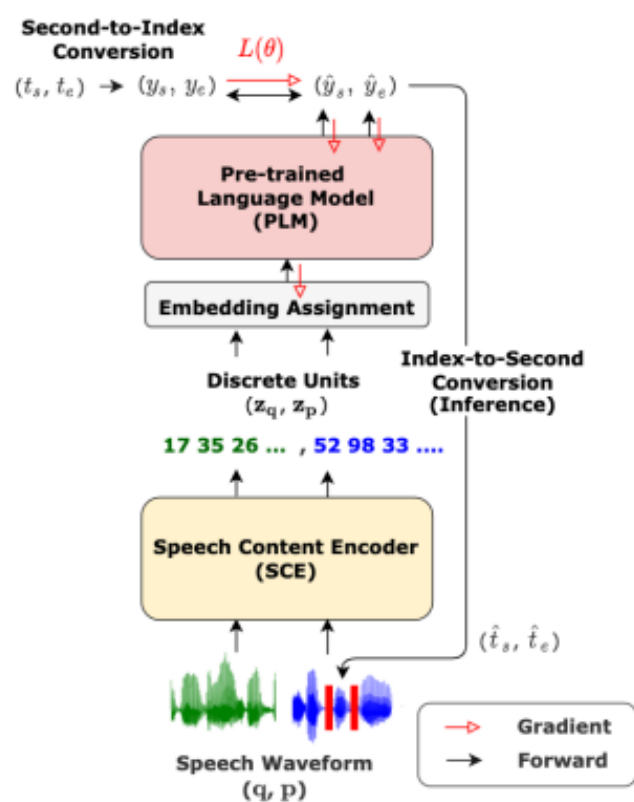 Second-to-Index
Conversion
L(θ)
(t_s, t_e) → (y_s, y_e) (ŷ_s, ŷ_e)
Pre-trained
Language Model
(PLM)
Embedding Assignment
Discrete Units
(z_q, z_p)
Index-to-Second
Conversion
(Inference)
17 35 26 ... , 52 98 33 ....
Speech Content Encoder
(SCE)
(t̂_s, t̂_e)
Speech Waveform
(q, p)
Gradient
Forward